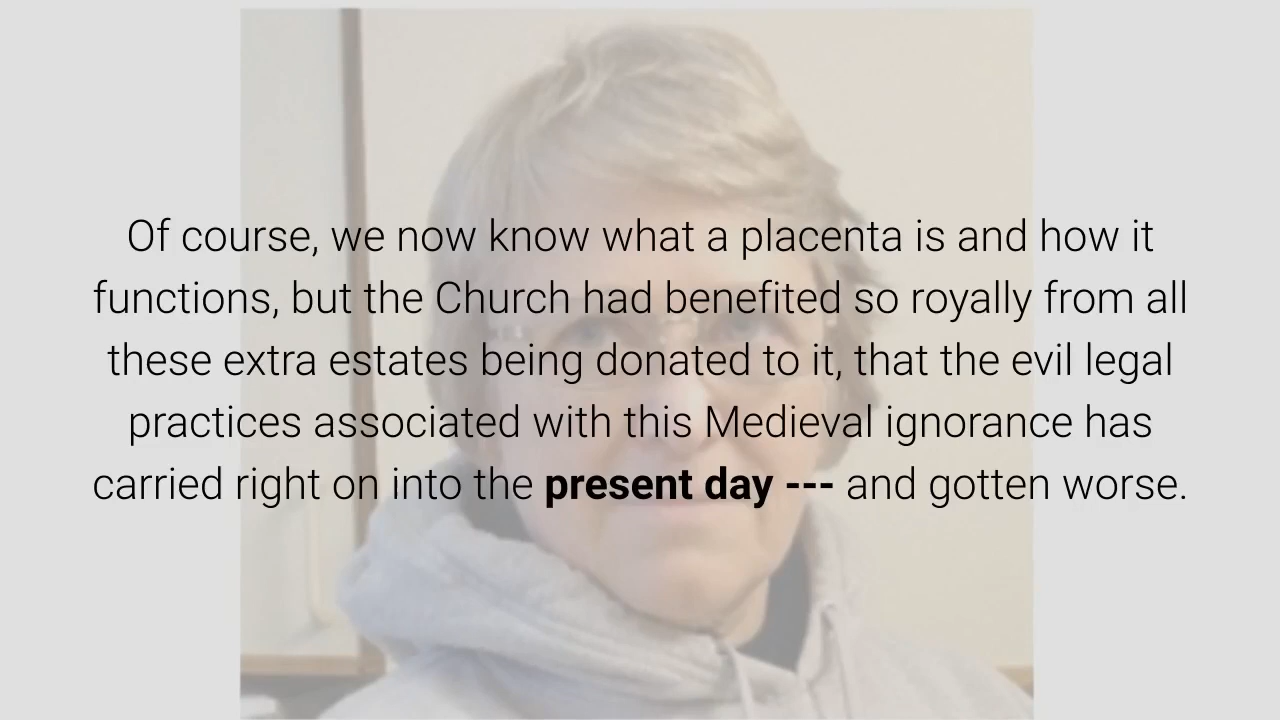 Of course, we now know what a placenta is and how it
functions, but the Church had benefited so royally from all
these extra estates being donated to it, that the evil legal
practices associated with this Medieval ignorance has
carried right on into the present day --- and gotten worse.